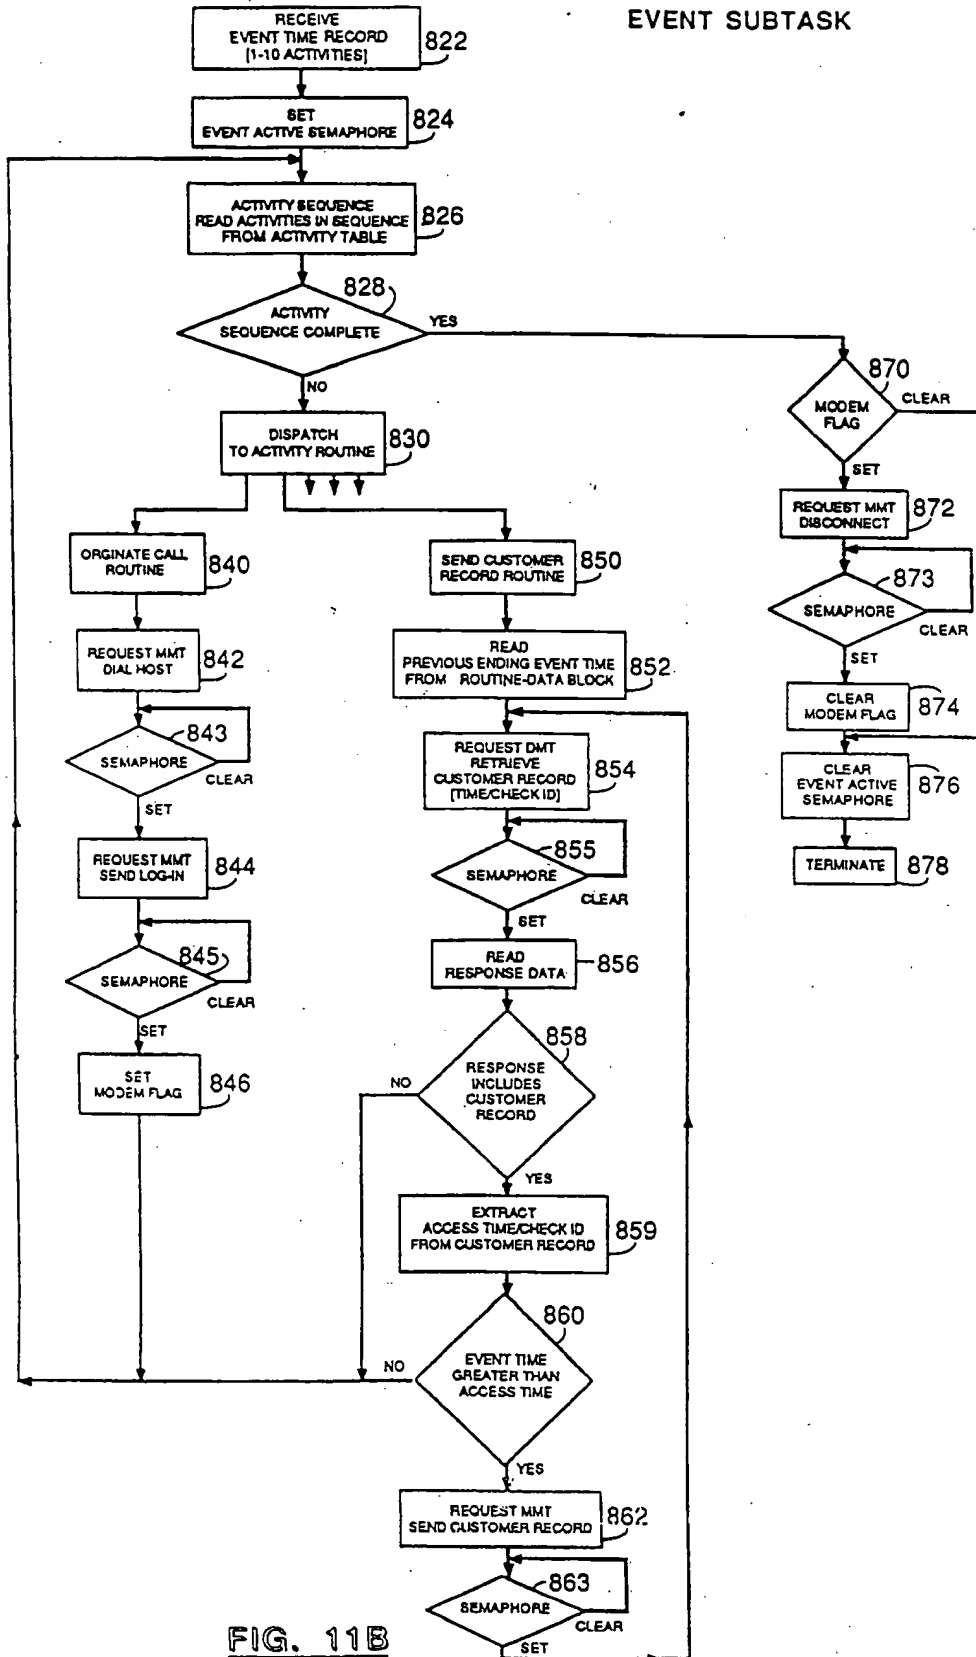 EVENT SUBTASK
RECEIVE
EVENT TIME RECORD
[1-10 ACTIVITIES]
822
SET
EVENT ACTIVE SEMAPHORE
824
ACTIVITY SEQUENCE
READ ACTIVITIES IN SEQUENCE
FROM ACTIVITY TABLE
826
828
ACTIVITY
SEQUENCE COMPLETE
YES
NO
DISPATCH
TO ACTIVITY ROUTINE
830
870
MODEM
FLAG
CLEAR
SET
REQUEST MMT
DISCONNECT
872
873
SEMAPHORE
CLEAR
SET
CLEAR
MODEM FLAG
874
CLEAR
EVENT ACTIVE
SEMAPHORE
876
TERMINATE
878
ORGINATE CALL
ROUTINE
840
REQUEST MMT
DIAL HOST
842
843
SEMAPHORE
CLEAR
SET
REQUEST MMT
SEND LOG-IN
844
845
SEMAPHORE
CLEAR
SET
SET
MODEM FLAG
846
SEND CUSTOMER
RECORD ROUTINE
850
READ
PREVIOUS ENDING EVENT TIME
FROM ROUTINE-DATA BLOCK
852
REQUEST DMT
RETRIEVE
CUSTOMER RECORD
[TIME/CHECK ID]
854
855
SEMAPHORE
CLEAR
SET
READ
RESPONSE DATA
856
858
RESPONSE
INCLUDES
CUSTOMER
RECORD
NO
YES
EXTRACT
ACCESS TIME/CHECK ID
FROM CUSTOMER RECORD
859
860
EVENT TIME
GREATER THAN
ACCESS TIME
NO
YES
REQUEST MMT
SEND CUSTOMER RECORD
862
863
SEMAPHORE
CLEAR
SET
FIG. 11B